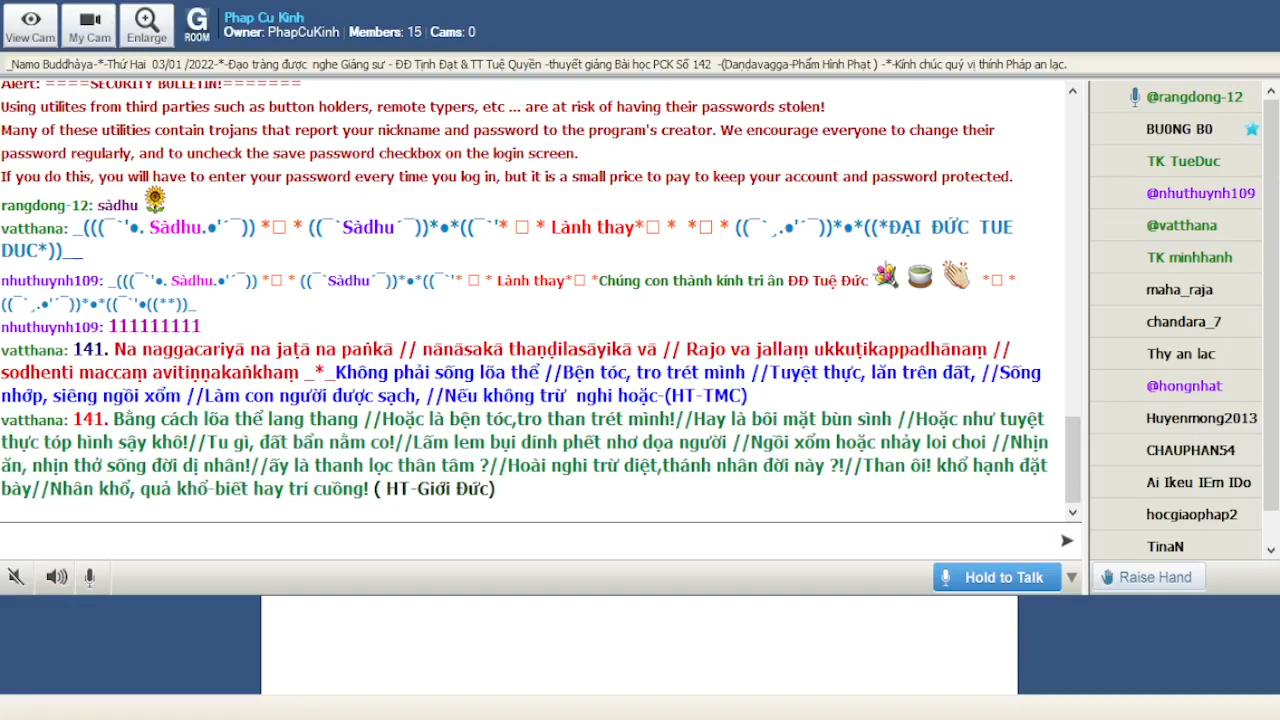 View Cam
My Cam
Enlarge
G
ROOM
Phap Cu Kinh
Owner: PhapCuKinh | Members: 15 | Cams: 0
_Namo Buddhàya-*-Thứ Hai 03/01 /2022-*-Đạo tràng được nghe Giảng sư - ĐĐ Tịnh Đạt & TT Tuệ Quyền -thuyết giảng Bài học PCK Số 142 -(Daṇḍavagga-Phẩm Hình Phạt ) -*-Kính chúc quý vị thính Pháp an lạc.
Alert: ====SECURITY BULLETIN!=======
Using utilites from third parties such as button holders, remote typers, etc ... are at risk of having their passwords stolen!
Many of these utilities contain trojans that report your nickname and password to the program's creator. We encourage everyone to change their
password regularly, and to uncheck the save password checkbox on the login screen.
If you do this, you will have to enter your password every time you log in, but it is a small price to pay to keep your account and password protected.
rangdong-12: sàdhu
vatthana: _(((¯`'•. Sàdhu.•'´¯)) *□ * ((¯`Sàdhu´¯))*•*((¯`'* □ * Lành thay*□ * *□ * ((¯`¸.•'´¯))*•*((*ĐẠI ĐỨC TUE
DUC*))__
nhuthuynh109: _(((¯`'•. Sàdhu.•'´¯)) *□ * ((¯`Sàdhu´¯))*•*((¯`'* □ * Lành thay*□ *Chúng con thành kính tri ân ĐĐ Tuệ Đức *□ *
((¯`¸.•'´¯))*•*((¯`'•((**))_
nhuthuynh109: 111111111
vatthana: 141. Na naggacariyā na jaṭā na paṅkā // nānāsakā thaṇḍilasāyikā vā // Rajo va jallaṃ ukkuṭikappadhānaṃ //
sodhenti maccaṃ avitiṇṇakaṅkhaṃ _*_Không phải sống lõa thể //Bện tóc, tro trét mình //Tuyệt thực, lăn trên đất, //Sống
nhớp, siêng ngồi xổm //Làm con người được sạch, //Nếu không trừ nghi hoặc-(HT-TMC)
vatthana: 141. Bằng cách lõa thể lang thang //Hoặc là bện tóc,tro than trét mình!//Hay là bôi mặt bùn sình //Hoặc như tuyệt
thực tóp hình sậy khô!//Tu gì, đất bẩn nằm co!//Lấm lem bụi dính phết nhơ dọa người //Ngồi xổm hoặc nhảy loi choi //Nhịn
ăn, nhịn thở sống đời dị nhân!//ấy là thanh lọc thân tâm ?//Hoài nghi trừ diệt,thánh nhân đời này ?!//Than ôi! khổ hạnh đặt
bày//Nhân khổ, quả khổ-biết hay trí cuồng! ( HT-Giới Đức)
@rangdong-12
BU0NG B0
TK TueDuc
@nhuthuynh109
@vatthana
TK minhhanh
maha_raja
chandara_7
Thy an lac
@hongnhat
Huyenmong2013
CHAUPHAN54
Ai Ikeu IEm IDo
hocgiaophap2
TinaN
Hold to Talk
Raise Hand